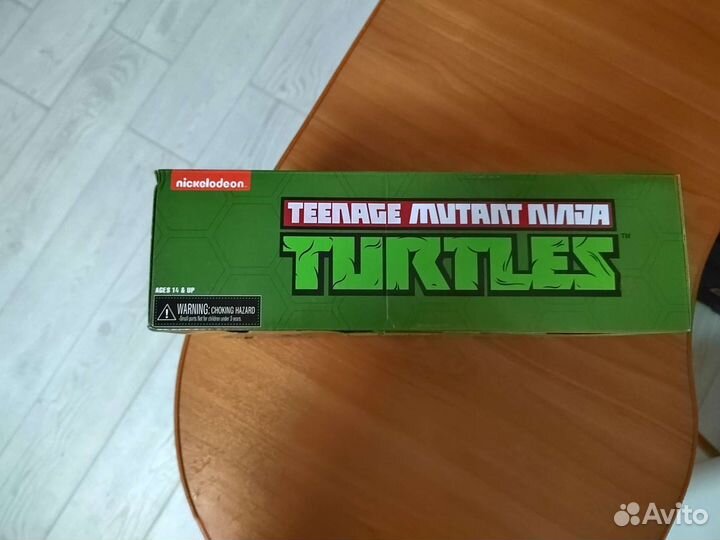 nickelodeon
TEENAGE MUTANT NINJA
TURTLES™
AGES 14 & UP
WARNING: CHOKING HAZARD
-Small parts Not for children under 3 years.
Avito